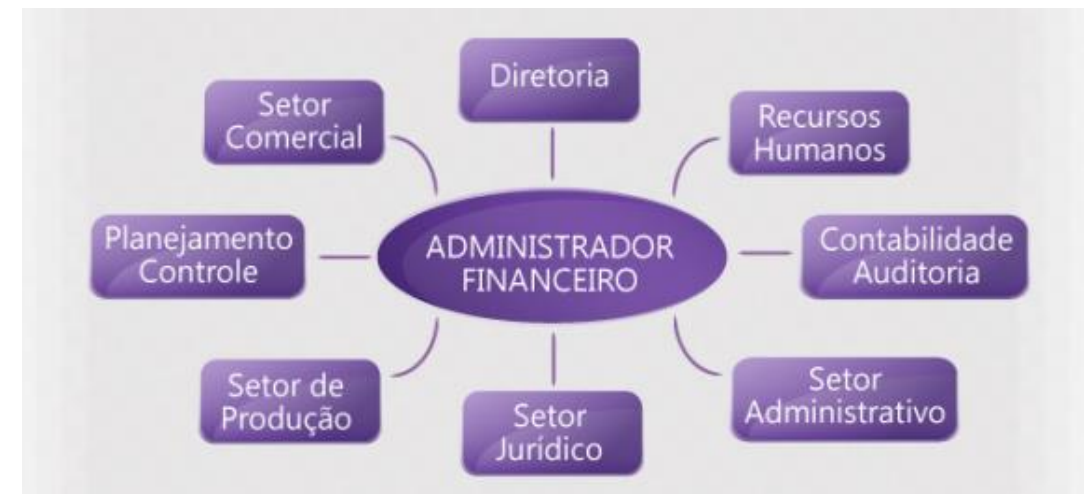 Diretoria
Setor
Comercial
Recursos
Humanos
Planejamento
Controle
ADMINISTRADOR
FINANCEIRO
Contabilidade
Auditoria
Setor de
Produção
Setor
Jurídico
Setor
Administrativo